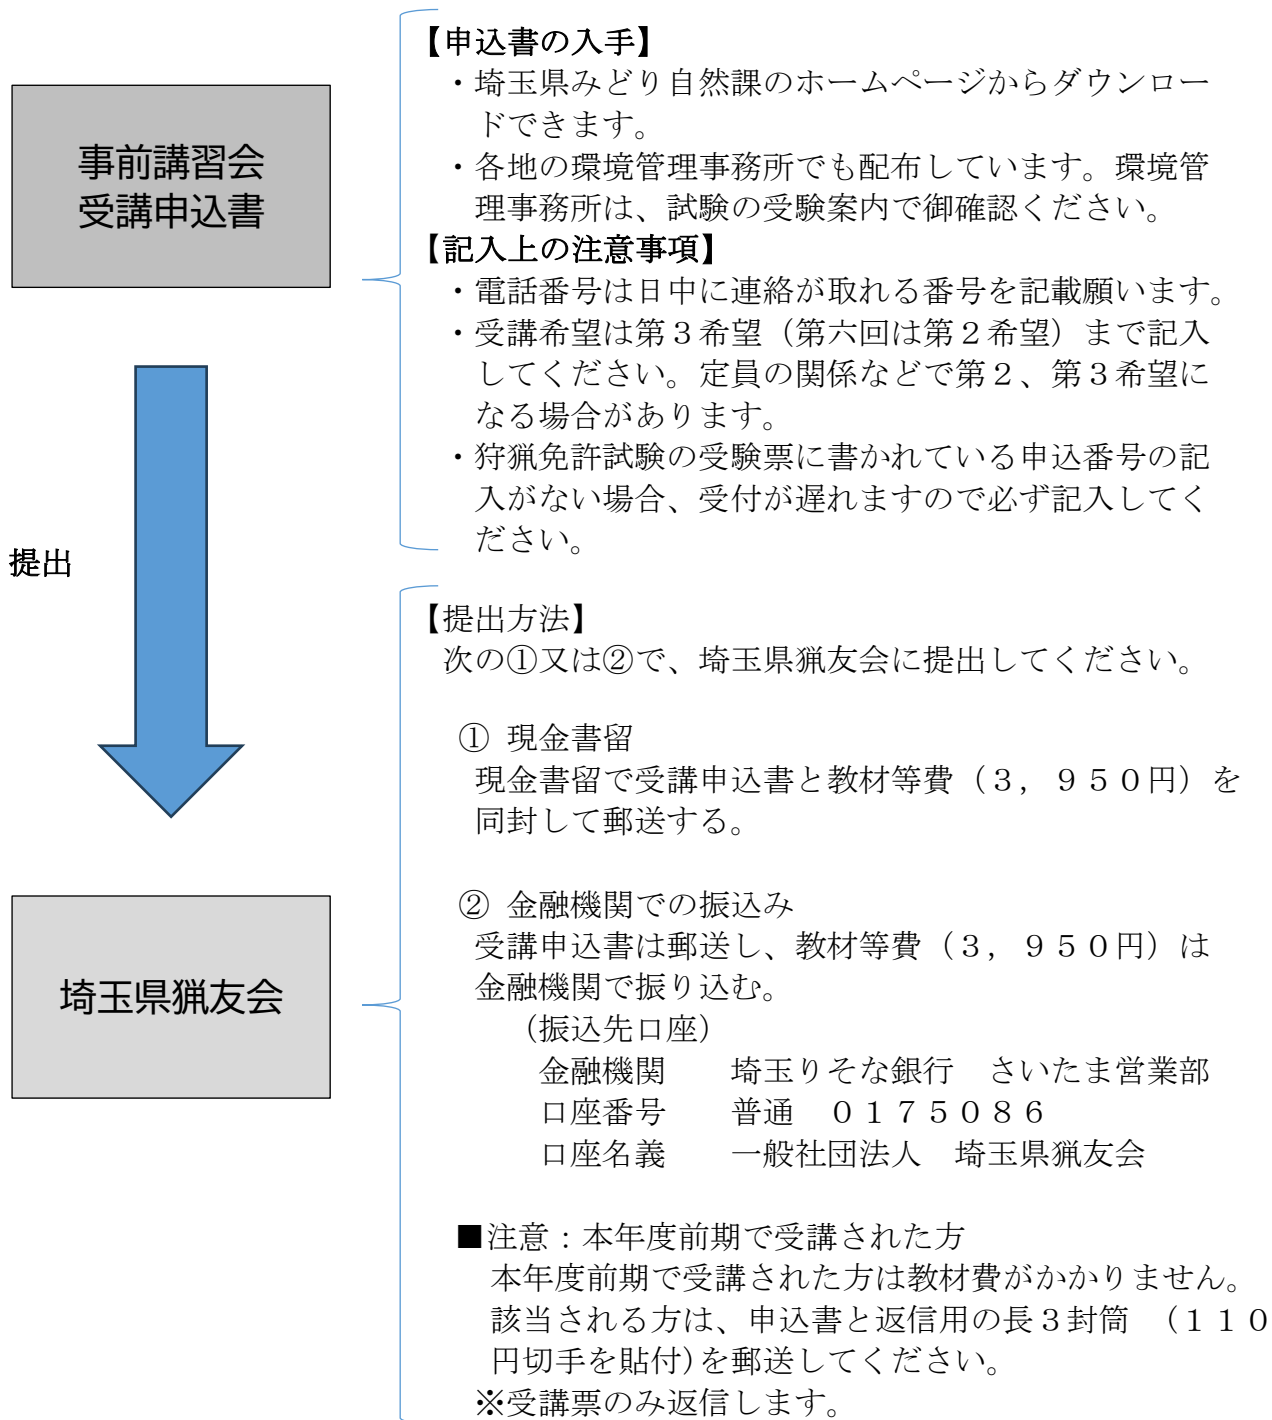 事前講習会
受講申込書
提出
埼玉県猟友会
【申込書の入手】
・埼玉県みどり自然課のホームページからダウンロー
ドできます。
・各地の環境管理事務所でも配布しています。環境管
理事務所は、試験の受験案内で御確認ください。
【記入上の注意事項】
・電話番号は日中に連絡が取れる番号を記載願います。
・受講希望は第３希望（第六回は第２希望）まで記入
してください。定員の関係などで第２、第３希望に
なる場合があります。
・狩猟免許試験の受験票に書かれている申込番号の記
入がない場合、受付が遅れますので必ず記入してく
ださい。
【提出方法】
次の①又は②で、埼玉県猟友会に提出してください。
① 現金書留
現金書留で受講申込書と教材等費（３，９５０円）を
同封して郵送する。
② 金融機関での振込み
受講申込書は郵送し、教材等費（３，９５０円）は
金融機関で振り込む。
（振込先口座）
金融機関　　埼玉りそな銀行　さいたま営業部
口座番号　　普通　０１７５０８６
口座名義　　一般社団法人　埼玉県猟友会
■注意：本年度前期で受講された方
本年度前期で受講された方は教材費がかかりません。
該当される方は、申込書と返信用の長３封筒　（１１０
円切手を貼付)を郵送してください。
※受講票のみ返信します。